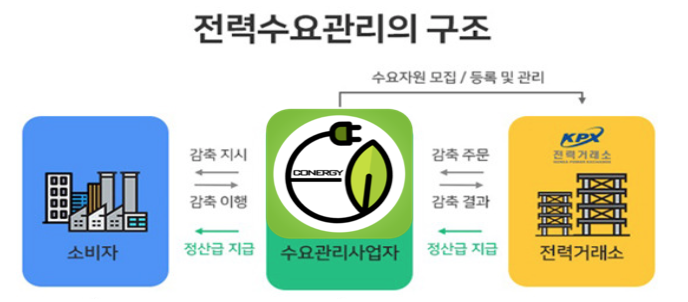 전력수요관리의 구조
수요자원 모집 / 등록 및 관리
감축 지시
감축 이행
정산급 지급
소비자
CONERGY
수요관리사업자
감축 주문
감축 결과
정산급 지급
KPX
전력거래소
KOREA POWER EXCHANGE
전력거래소